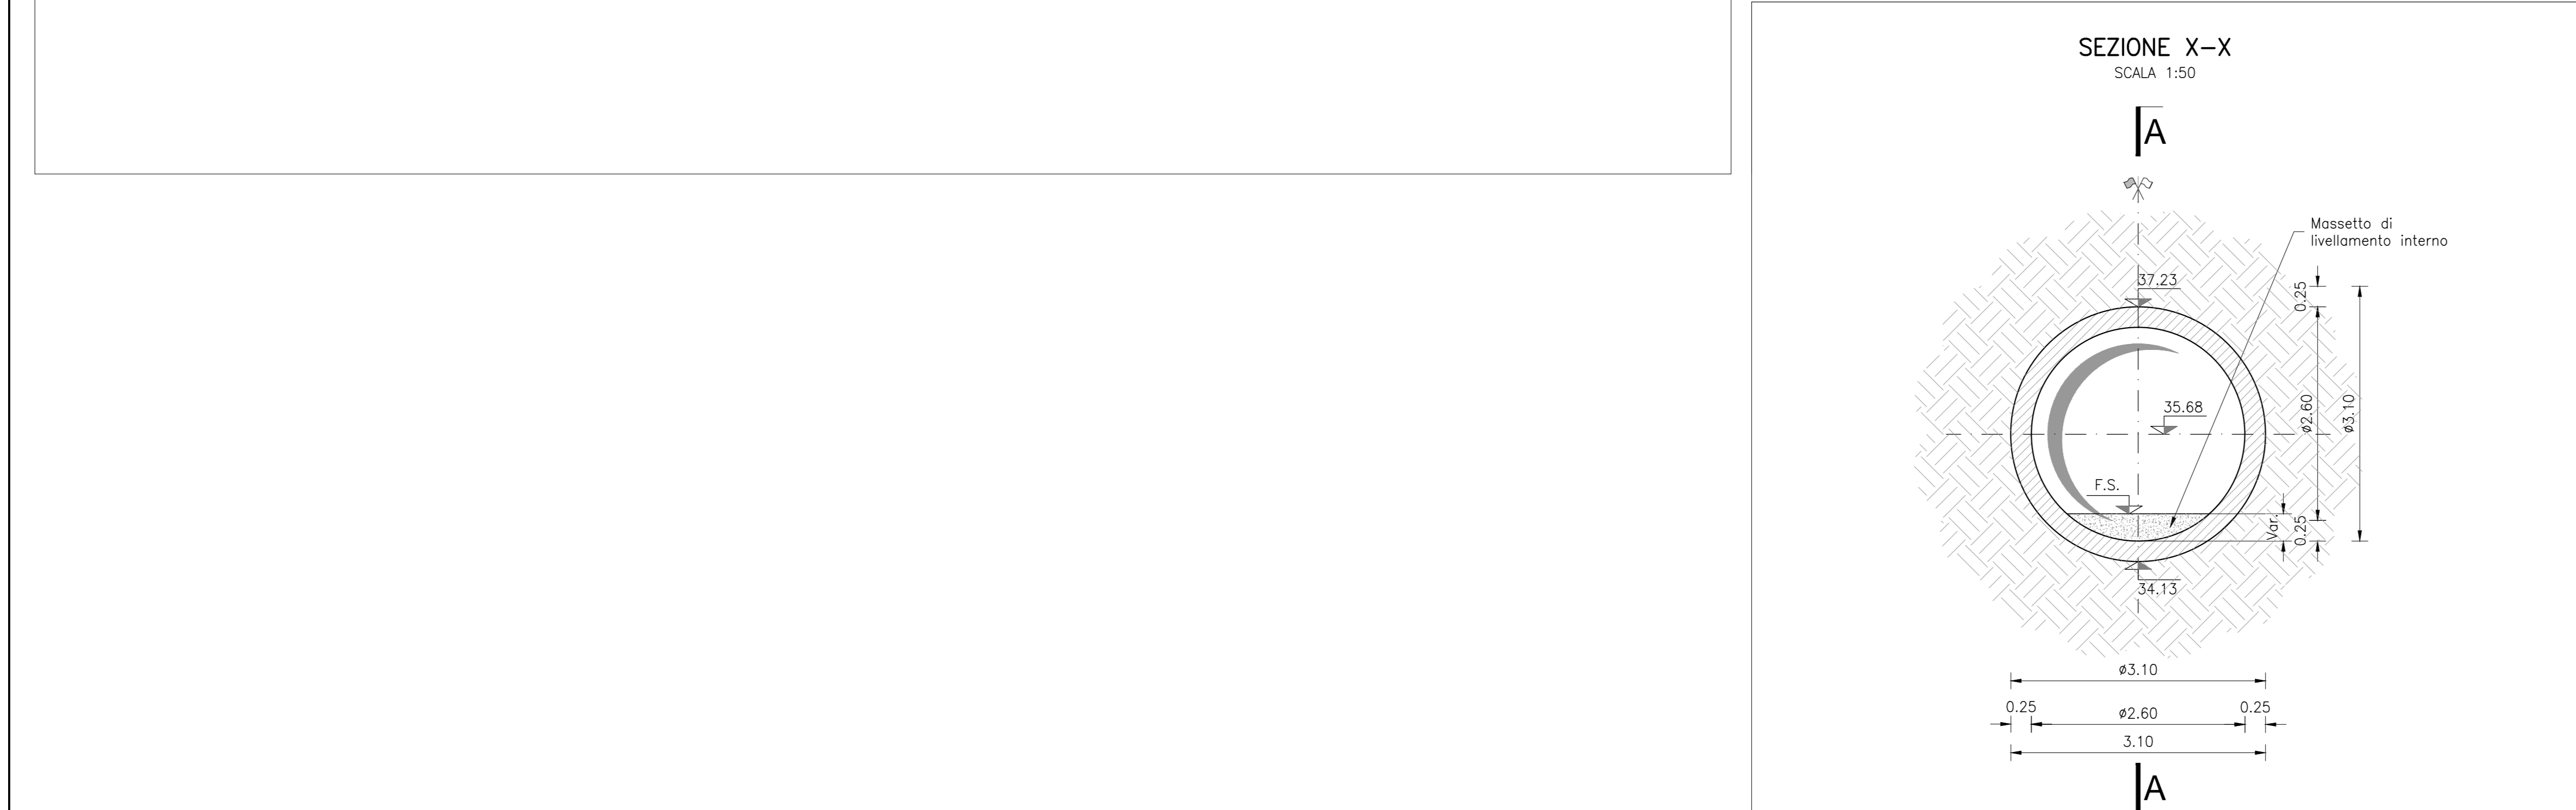 SEZIONE X-X
SCALA 1:50
A
Massetto di
livellamento interno
37.23
0.25
35.68
ø2.60
ø3.10
F.S.
Var.
0.25
34.13
ø3.10
0.25
ø2.60
0.25
3.10
A